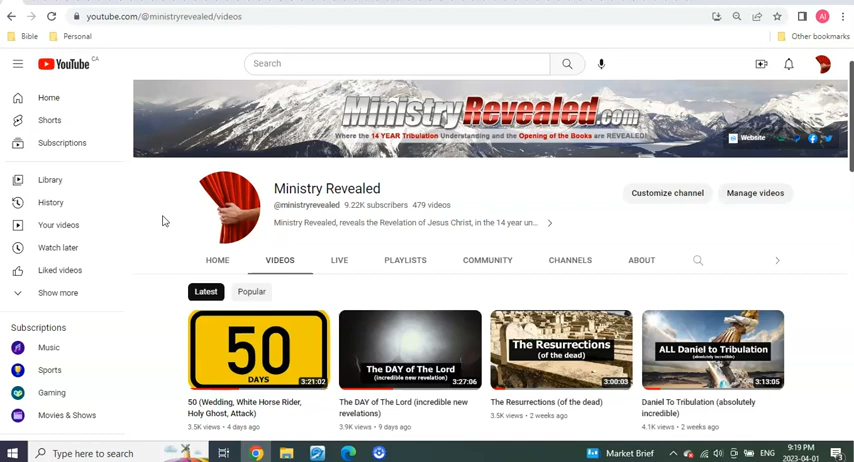 youtube.com/@ministryrevealed/videos
AI
Bible
Personal
Other bookmarks
YouTube CA
Search
Home
Shorts
Subscriptions
Library
History
Your videos
Watch later
Liked videos
Show more
Subscriptions
Music
Sports
Gaming
Movies & Shows
MinistryRevealed.com
Where the 14 YEAR Tribulation Understanding and the Opening of the Books are REVEALED!
Website
Ministry Revealed
@ministryrevealed 9.22K subscribers 479 videos
Ministry Revealed, reveals the Revelation of Jesus Christ, in the 14 year un...
Customize channel
Manage videos
HOME VIDEOS LIVE PLAYLISTS COMMUNITY CHANNELS ABOUT
Latest Popular
50
DAYS
3:21:02
50 (Wedding, White Horse Rider,
Holy Ghost, Attack)
3.5K views • 4 days ago
The DAY of The Lord
(incredible new revelation)
3:27:06
The DAY of The Lord (incredible new
revelations)
3.9K views • 9 days ago
The Resurrections
(of the dead)
3:00:03
The Resurrections (of the dead)
3.5K views • 2 weeks ago
ALL Daniel to Tribulation
(absolutely incredible)
3:13:05
Daniel To Tribulation (absolutely
incredible)
4.1K views • 2 weeks ago
Type here to search
Market Brief
ENG
9:19 PM
2023-04-01
3